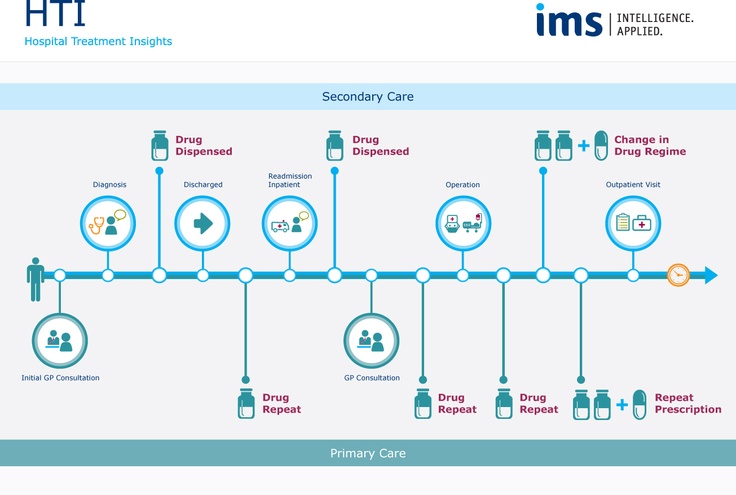 HTI
Hospital Treatment Insights
ims
INTELLIGENCE.
APPLIED.
Secondary Care
Drug
Dispensed
Drug
Dispensed
Change in
Drug Regime
Diagnosis
Discharged
Readmission
Inpatient
Operation
Outpatient Visit
Initial GP Consultation
GP Consultation
Drug
Repeat
Drug
Repeat
Drug
Repeat
Repeat
Prescription
Primary Care